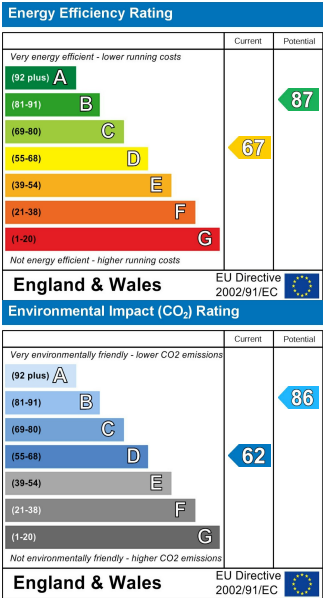 Energy Efficiency Rating
Current Potential
Very energy efficient - lower running costs
(92 plus) A
(81-91) B
87
(69-80) C
(55-68) D
67
(39-54) E
(21-38) F
(1-20) G
Not energy efficient - higher running costs
England & Wales
EU Directive
2002/91/EC
Environmental Impact (CO₂) Rating
Current Potential
Very environmentally friendly - lower CO2 emissions
(92 plus) A
(81-91) B
86
(69-80) C
(55-68) D
62
(39-54) E
(21-38) F
(1-20) G
Not environmentally friendly - higher CO2 emissions
England & Wales
EU Directive
2002/91/EC